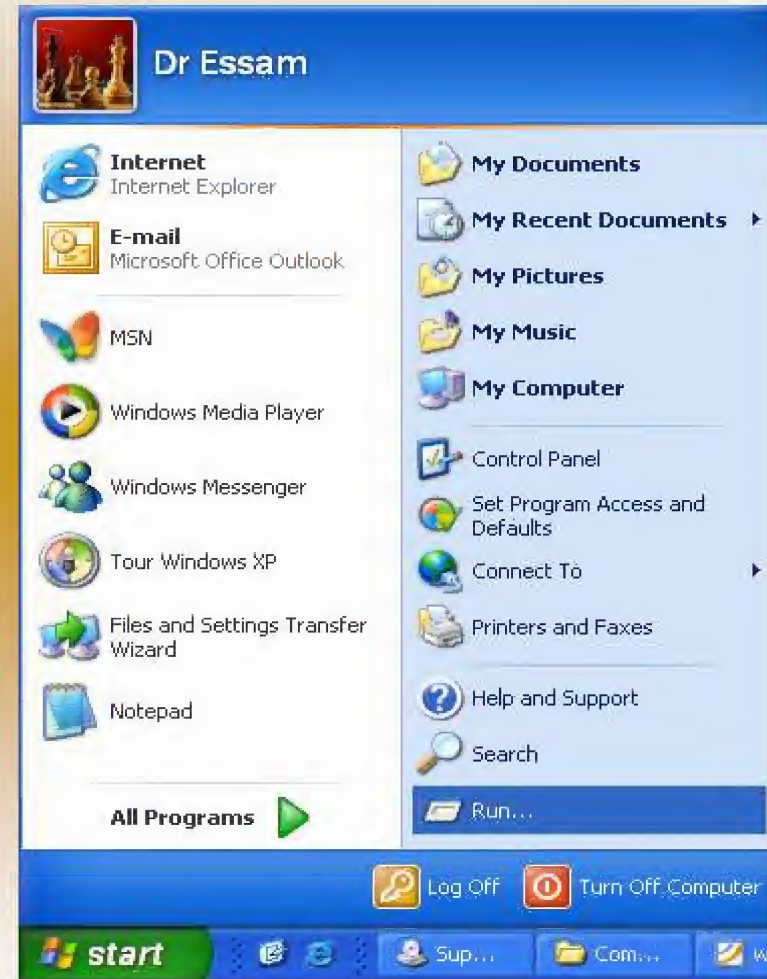 Dr Essam
Internet
Internet Explorer
E-mail
Microsoft Office Outlook
MSN
Windows Media Player
Windows Messenger
Tour Windows XP
Files and Settings Transfer
Wizard
Notepad
All Programs
My Documents
My Recent Documents
My Pictures
My Music
My Computer
Control Panel
Set Program Access and
Defaults
Connect To
Printers and Faxes
Help and Support
Search
Run...
Log Off
Turn Off Computer
start
Sup...
Com...